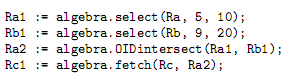 Ra1 := algebra.select(Ra, 5, 10);
Rb1 := algebra.select(Rb, 9, 20);
Ra2 := algebra.OIDintersect(Ra1, Rb1);
Rc1 := algebra.fetch(Rc, Ra2);